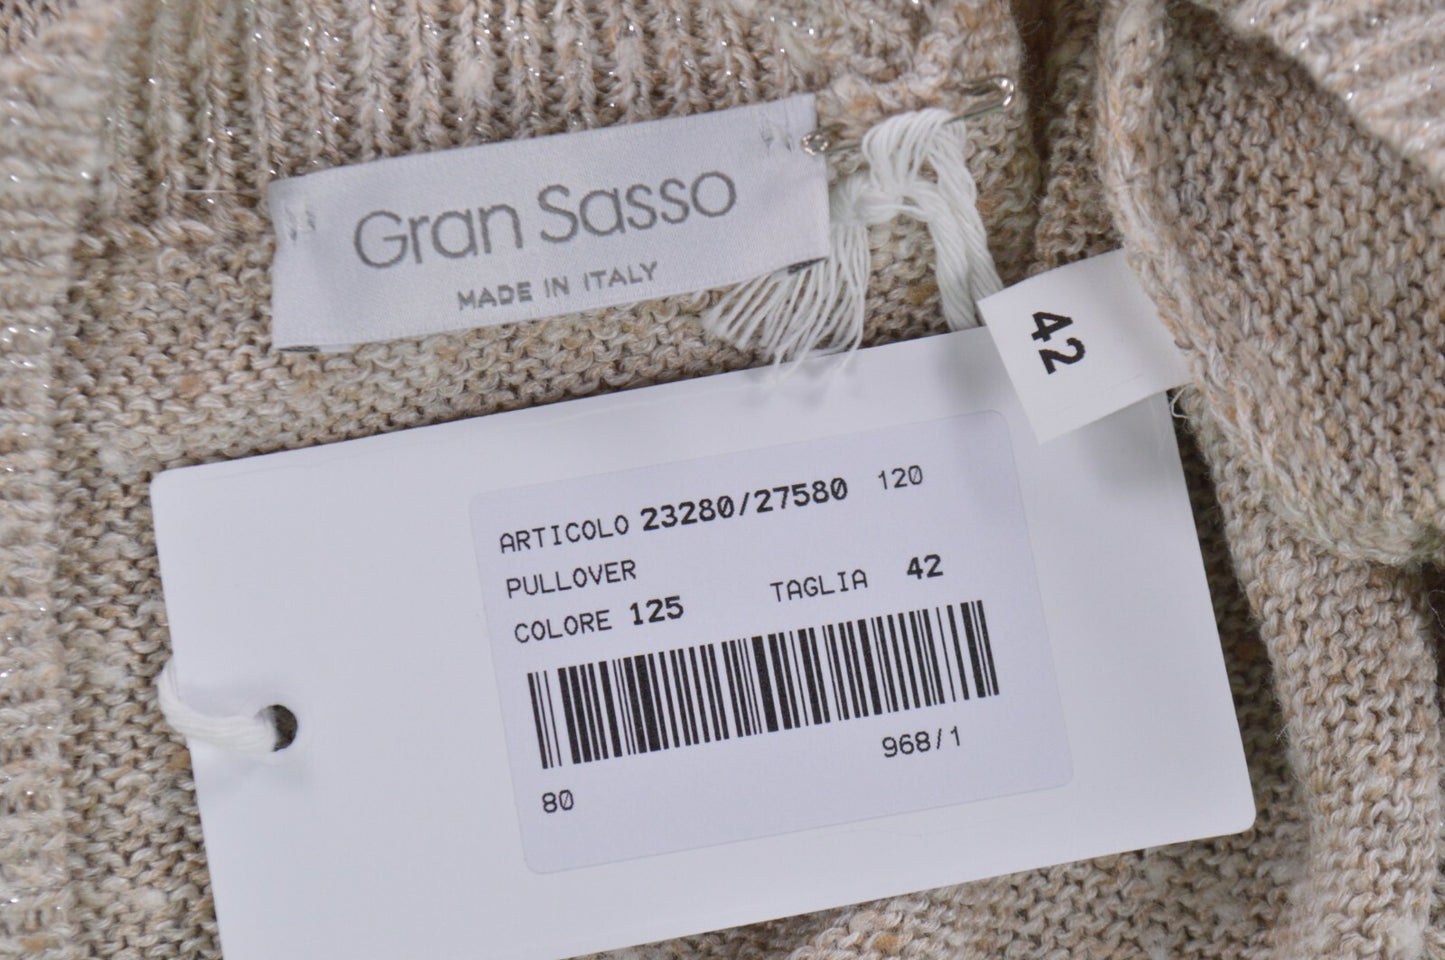 Gran Sasso
MADE IN ITALY
42
ARTICOLO 23280/27580 120
PULLOVER
COLORE 125 TAGLIA 42
968/1
80